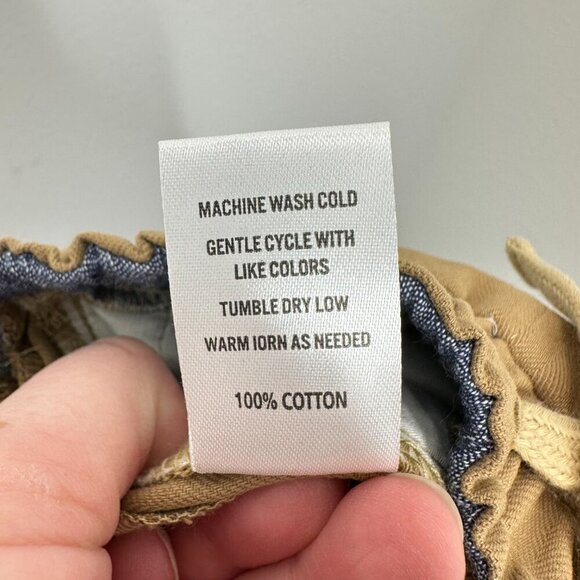 MACHINE WASH COLD
GENTLE CYCLE WITH
LIKE COLORS
TUMBLE DRY LOW
WARM IORN AS NEEDED
100% COTTON